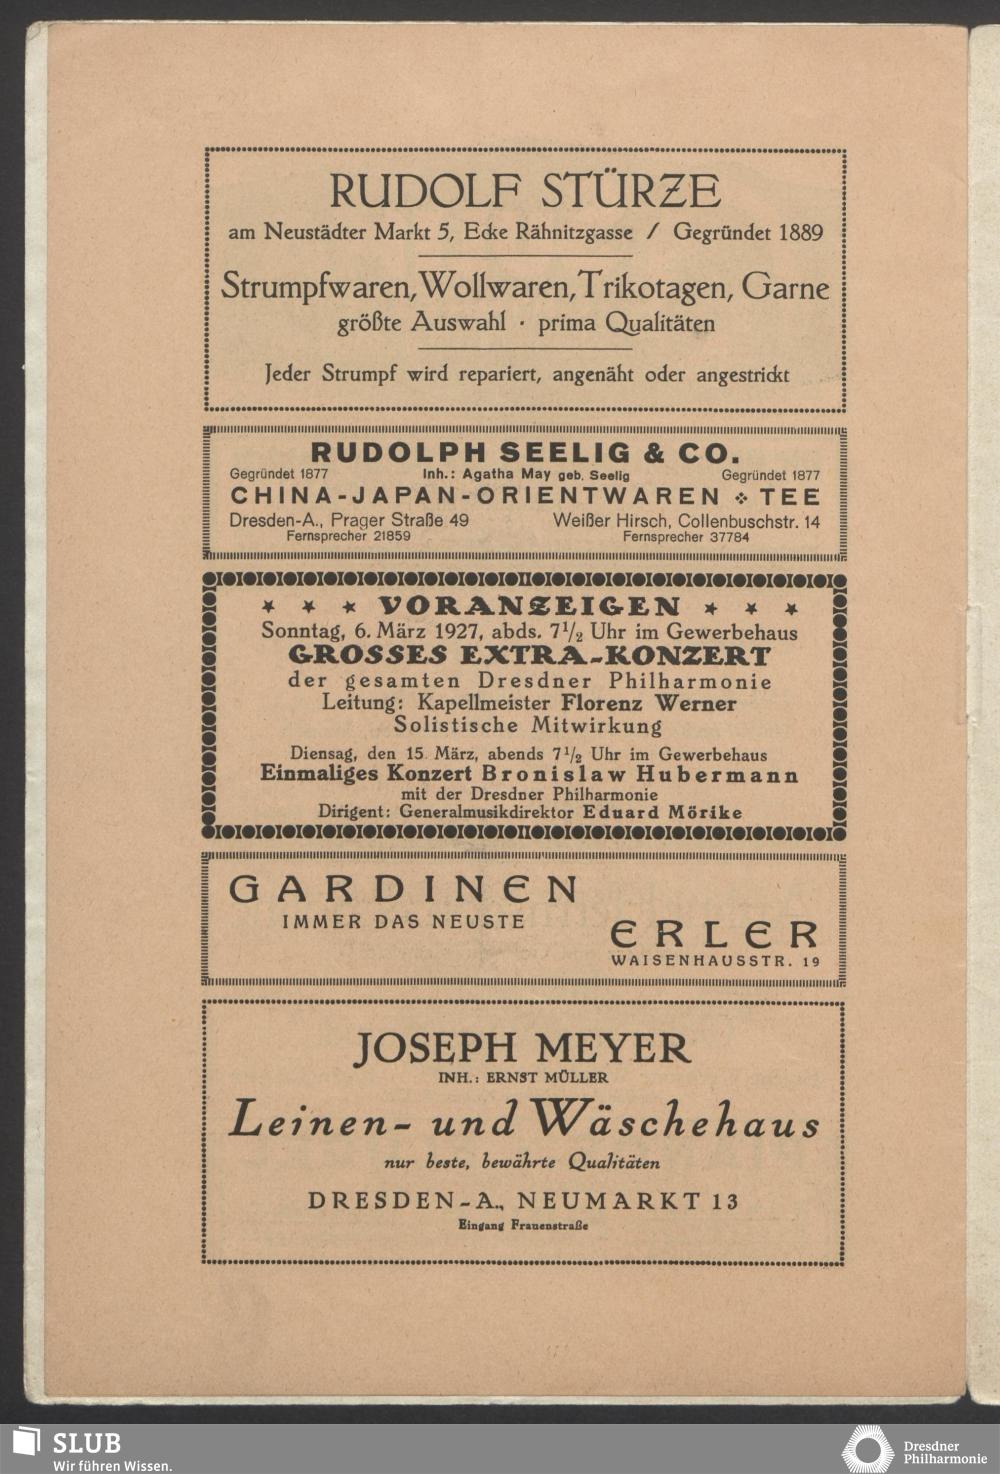 RUDOLF STÜRZE
am Neustädter Markt 5, Ecke Rähnitzgasse / Gegründet 1889
Strumpfwaren, Wollwaren, Trikotagen, Garne
größte Auswahl · prima Qualitäten
Jeder Strumpf wird repariert, angenäht oder angestrickt
RUDOLPH SEELIG & CO.
Gegründet 1877 Inh.: Agatha May geb. Seelig Gegründet 1877
CHINA-JAPAN-ORIENTWAREN ❖ TEE
Dresden-A., Prager Straße 49 Weißer Hirsch, Collenbuschstr. 14
Fernsprecher 21859 Fernsprecher 37784
★ ★ ★ VORANZEIGEN ★ ★ ★
Sonntag, 6. März 1927, abds. 7½ Uhr im Gewerbehaus
GROSSES EXTRA-KONZERT
der gesamten Dresdner Philharmonie
Leitung: Kapellmeister Florenz Werner
Solistische Mitwirkung
Diensag, den 15. März, abends 7½ Uhr im Gewerbehaus
Einmaliges Konzert Bronislaw Hubermann
mit der Dresdner Philharmonie
Dirigent: Generalmusikdirektor Eduard Mörike
GARDINEN
IMMER DAS NEUSTE
ERLER
WAISENHAUSSTR. 19
JOSEPH MEYER
INH.: ERNST MÜLLER
Leinen- und Wäschehaus
nur beste, bewährte Qualitäten
DRESDEN-A., NEUMARKT 13
Eingang Frauenstraße
SLUB
Wir führen Wissen.
Dresdner
Philharmonie